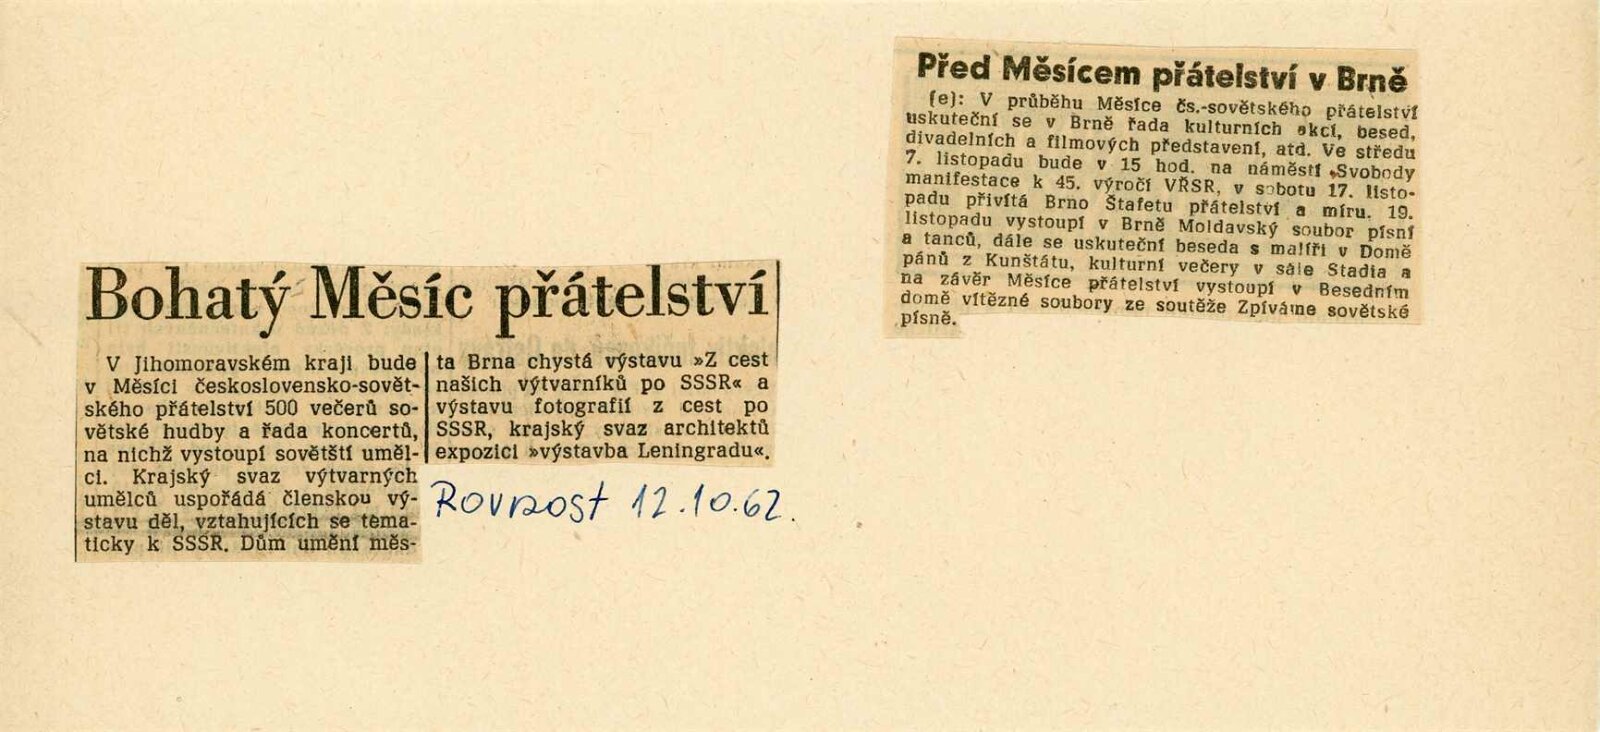 Bohatý Měsíc přátelství
V Jihomoravském kraji bude
v Měsíci československo-sovět-
ského přátelství 500 večerů so-
větské hudby a řada koncertů,
na nichž vystoupí sovětští uměl-
ci. Krajský svaz výtvarných
umělců uspořádá členskou vý-
stavu děl, vztahujících se tema-
ticky k SSSR. Dům umění měs-
ta Brna chystá výstavu »Z cest
našich výtvarníků po SSSR« a
výstavu fotografií z cest po
SSSR, krajský svaz architektů
expozici »výstavba Leningradu«.
Rovnost 12.10.62.
Před Měsícem přátelství v Brně
(e): V průběhu Měsíce čs.-sovětského přátelství
uskuteční se v Brně řada kulturních akcí, besed,
divadelních a filmových představení, atd. Ve středu
7. listopadu bude v 15 hod. na náměstí Svobody
manifestace k 45. výročí VŘSR, v sobotu 17. listo-
padu přivítá Brno Štafetu přátelství a míru. 19.
listopadu vystoupí v Brně Moldavský soubor písní
a tanců, dále se uskuteční beseda s malíři v Domě
pánů z Kunštátu, kulturní večery v sále Stadia a
na závěr Měsíce přátelství vystoupí v Besedním
domě vítězné soubory ze soutěže Zpíváme sovětské
písně.